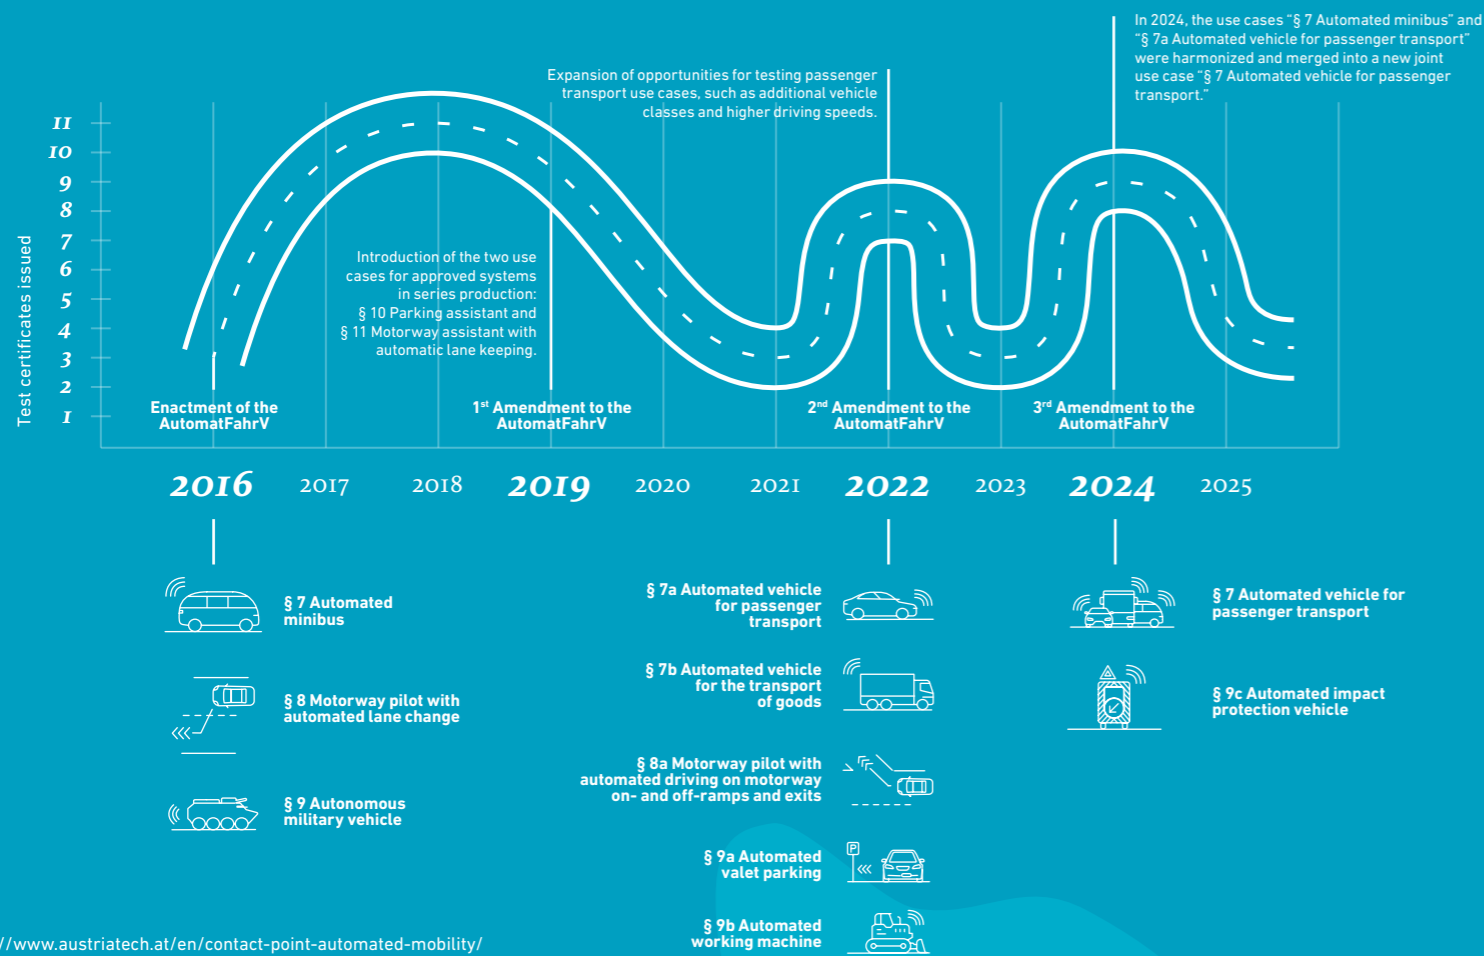 In 2024, the use cases “§ 7 Automated minibus” and
“§ 7a Automated vehicle for passenger transport”
were harmonized and merged into a new joint
use case “§ 7 Automated vehicle for passenger
transport.”
Expansion of opportunities for testing passenger
transport use cases, such as additional vehicle
classes and higher driving speeds.
Test certificates issued
11
10
9
8
7
6
5
4
3
2
1
Introduction of the two use
cases for approved systems
in series production:
§ 10 Parking assistant and
§ 11 Motorway assistant with
automatic lane keeping.
Enactment of the
AutomatFahrV
1st Amendment to the
AutomatFahrV
2nd Amendment to the
AutomatFahrV
3rd Amendment to the
AutomatFahrV
2016 2017 2018 2019 2020 2021 2022 2023 2024 2025
§ 7 Automated
minibus
§ 8 Motorway pilot with
automated lane change
§ 9 Autonomous
military vehicle
§ 7a Automated vehicle
for passenger
transport
§ 7b Automated vehicle
for the transport
of goods
§ 8a Motorway pilot with
automated driving on motorway
on- and off-ramps and exits
§ 9a Automated
valet parking
P
§ 9b Automated
working machine
§ 7 Automated vehicle for
passenger transport
§ 9c Automated impact
protection vehicle
//www.austriatech.at/en/contact-point-automated-mobility/